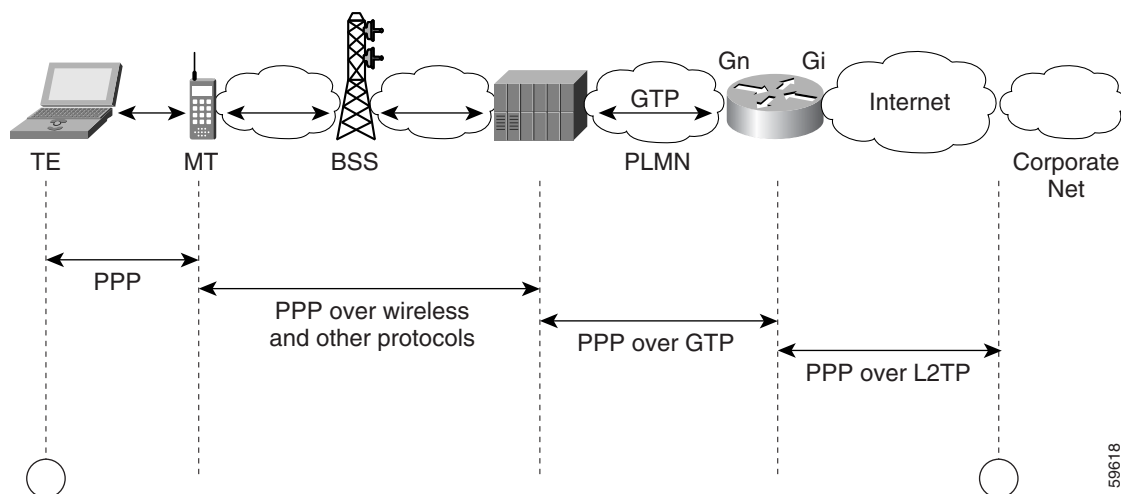 Gn Gi
GTP
Internet
TE
MT
BSS
PLMN
Corporate
Net
PPP
PPP over wireless
and other protocols
PPP over GTP
PPP over L2TP
59618